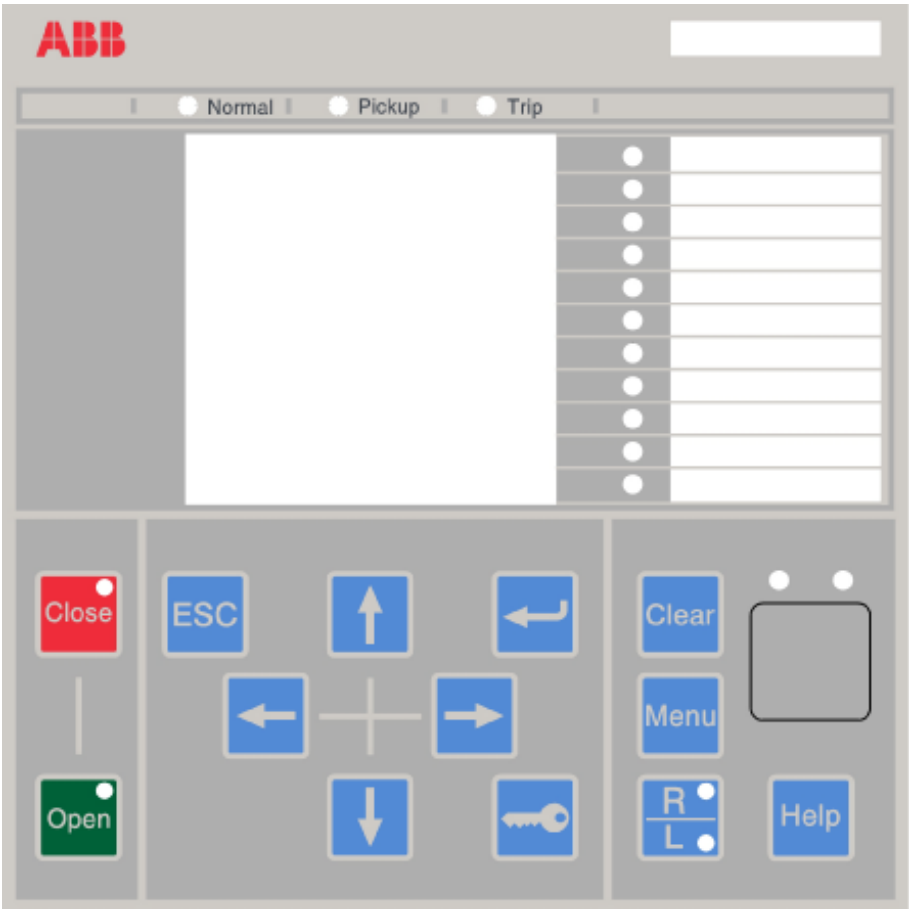 ABB
Normal Pickup Trip
Close
ESC
Clear
Menu
Open
R
L
Help